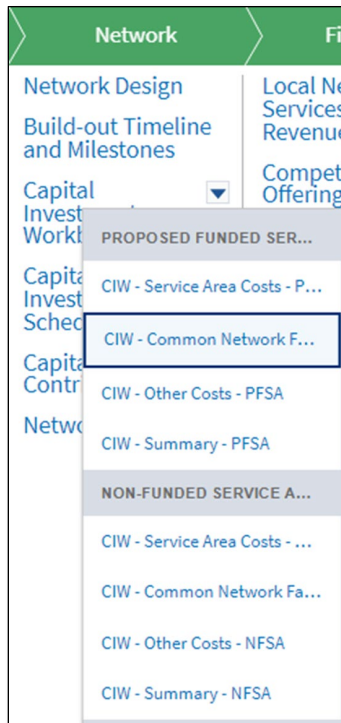 Network
Fi
Network Design
Build-out Timeline
and Milestones
Capital
Workb
Capita
Invest
Sched
Capita
Contr
Netwo
Local Ne
Services
Revenue
Compet
Offering
PROPOSED FUNDED SER...
CIW - Service Area Costs - P...
CIW - Common Network F...
CIW - Other Costs - PFSA
CIW - Summary - PFSA
NON-FUNDED SERVICE A...
CIW - Service Area Costs - ...
CIW - Common Network Fa...
CIW - Other Costs - NFSA
CIW - Summary - NFSA